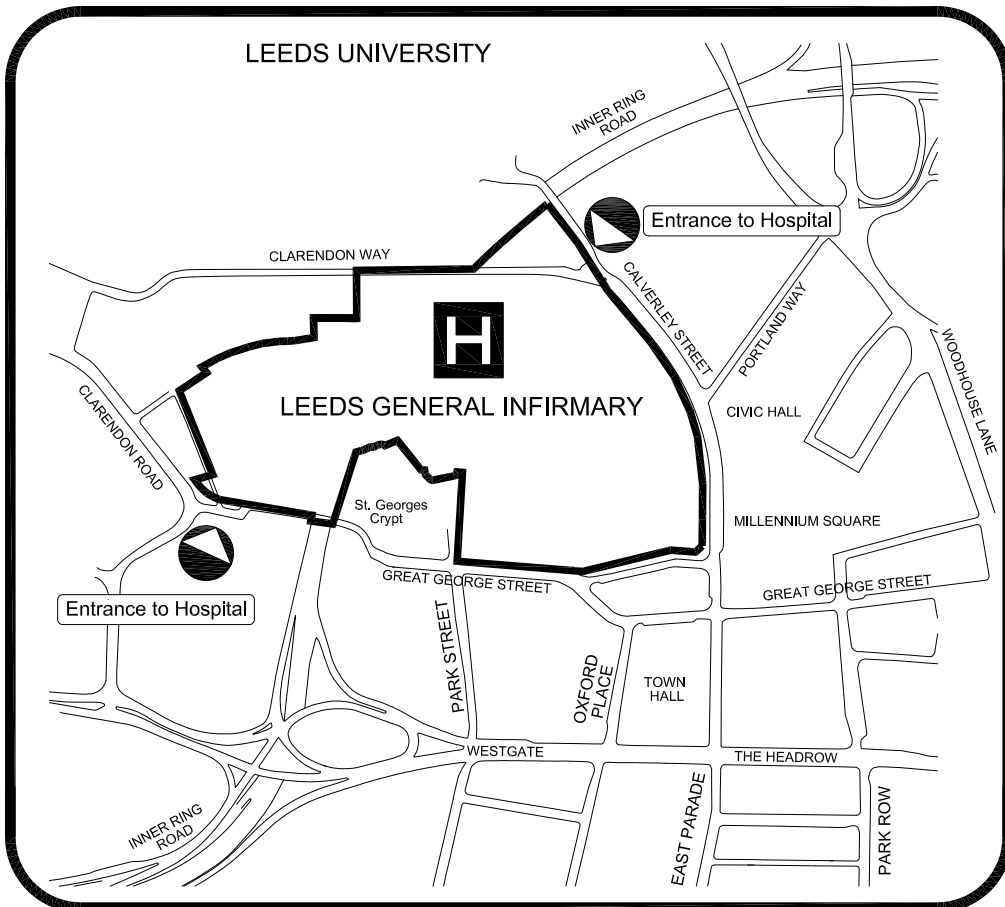 LEEDS UNIVERSITY
INNER RING
ROAD
Entrance to Hospital
CLARENDON WAY
CALVERLEY STREET
PORTLAND WAY
WOODHOUSE LANE
H
LEEDS GENERAL INFIRMARY
CIVIC HALL
CLARENDON ROAD
St. Georges
Crypt
MILLENNIUM SQUARE
GREAT GEORGE STREET
GREAT GEORGE STREET
Entrance to Hospital
PARK STREET
OXFORD
PLACE
TOWN
HALL
WESTGATE
THE HEADROW
INNER RING
ROAD
EAST PARADE
PARK ROW